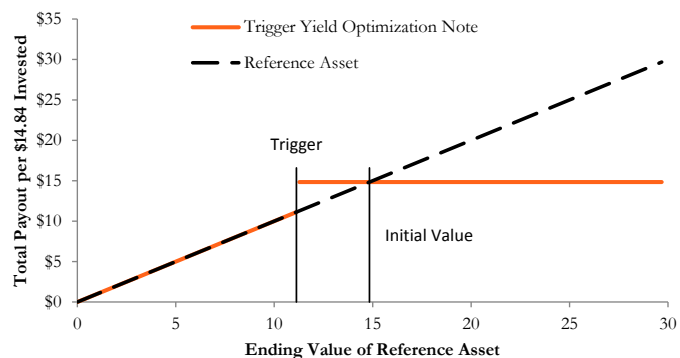 Trigger Yield Optimization Note
Reference Asset
Total Payout per $14.84 Invested
$35
$30
$25
$20
$15
$10
$5
$0
Trigger
Initial Value
0
5
10
15
20
25
30
Ending Value of Reference Asset